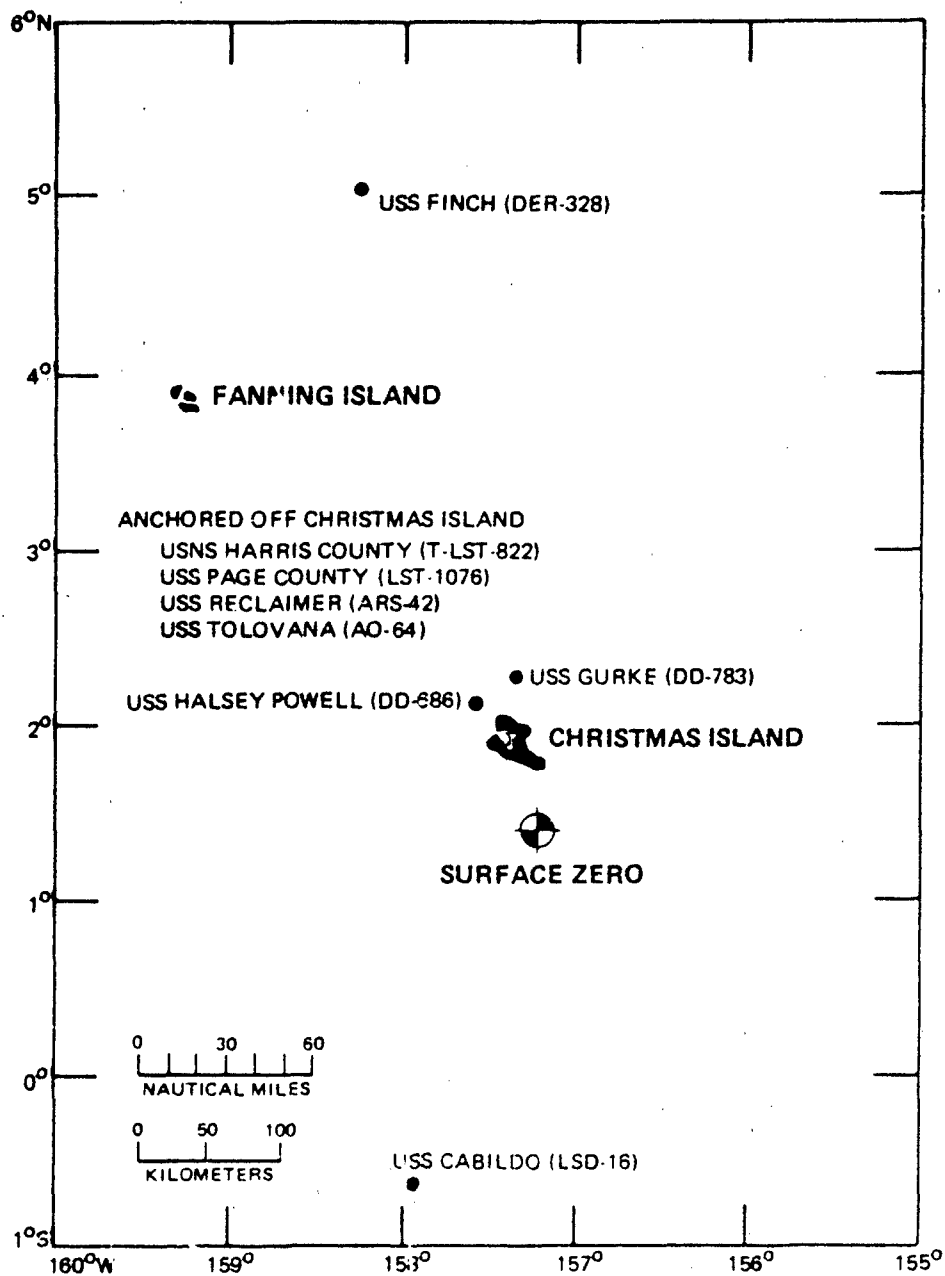 6°N
5°
USS FINCH (DER-328)
4°
FANNING ISLAND
ANCHORED OFF CHRISTMAS ISLAND
3°
USNS HARRIS COUNTY (T-LST-822)
USS PAGE COUNTY (LST-1076)
USS RECLAIMER (ARS-42)
USS TOLOVANA (AO-64)
USS GURKE (DD-783)
USS HALSEY POWELL (DD-686)
2°
CHRISTMAS ISLAND
SURFACE ZERO
1°
0 30 60
NAUTICAL MILES
0°
0 50 100
KILOMETERS
USS CABILDO (LSD-16)
1°S
160°W 159° 158° 157° 156° 155°